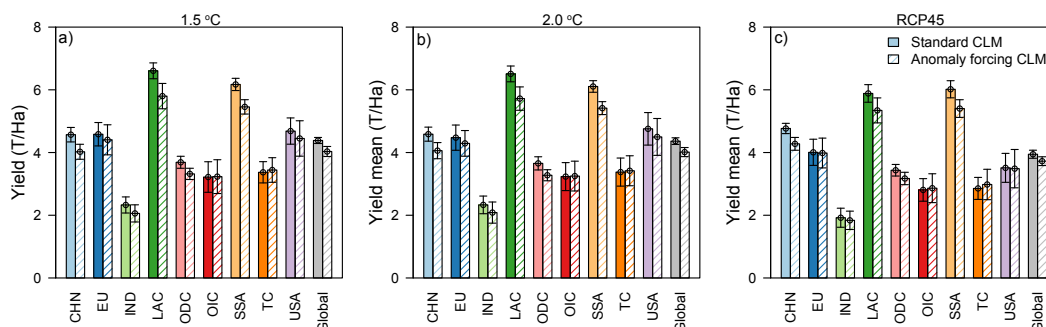 1.5 °C
a)
Yield (T/Ha)
8
6
4
2
0
CHN
EU
IND
LAC
ODC
OIC
SSA
TC
USA
Global
2.0 °C
b)
Yield mean (T/Ha)
8
6
4
2
0
CHN
EU
IND
LAC
ODC
OIC
SSA
TC
USA
Global
RCP45
c)
Standard CLM
Anomaly forcing CLM
Yield mean (T/Ha)
8
6
4
2
0
CHN
EU
IND
LAC
ODC
OIC
SSA
TC
USA
Global